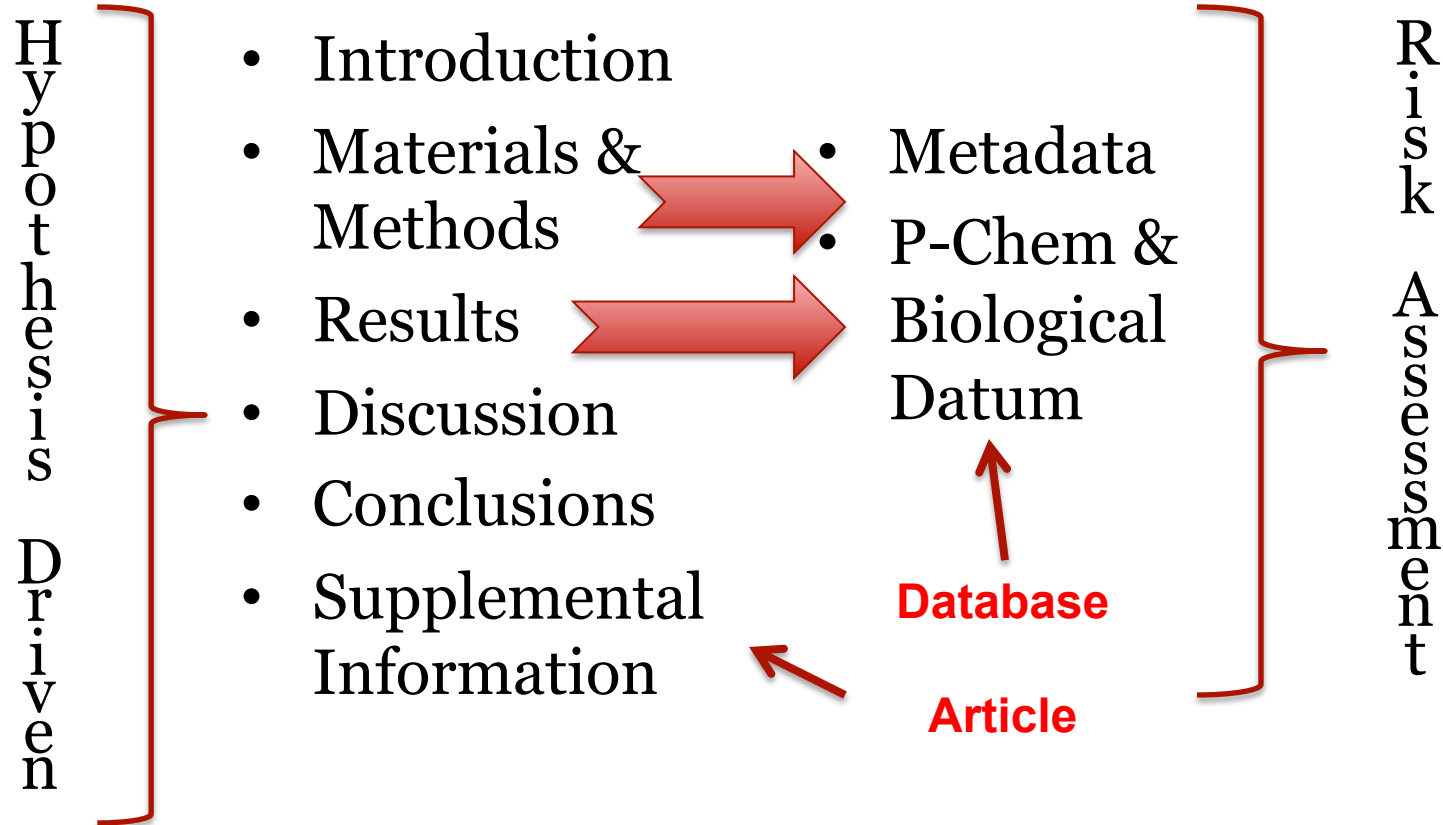 Hypothesis Driven
• Introduction
• Materials &
Methods
• Results
• Discussion
• Conclusions
• Supplemental
Information
• Metadata
• P-Chem &
Biological
Datum
Database
Article
Risk Assessment